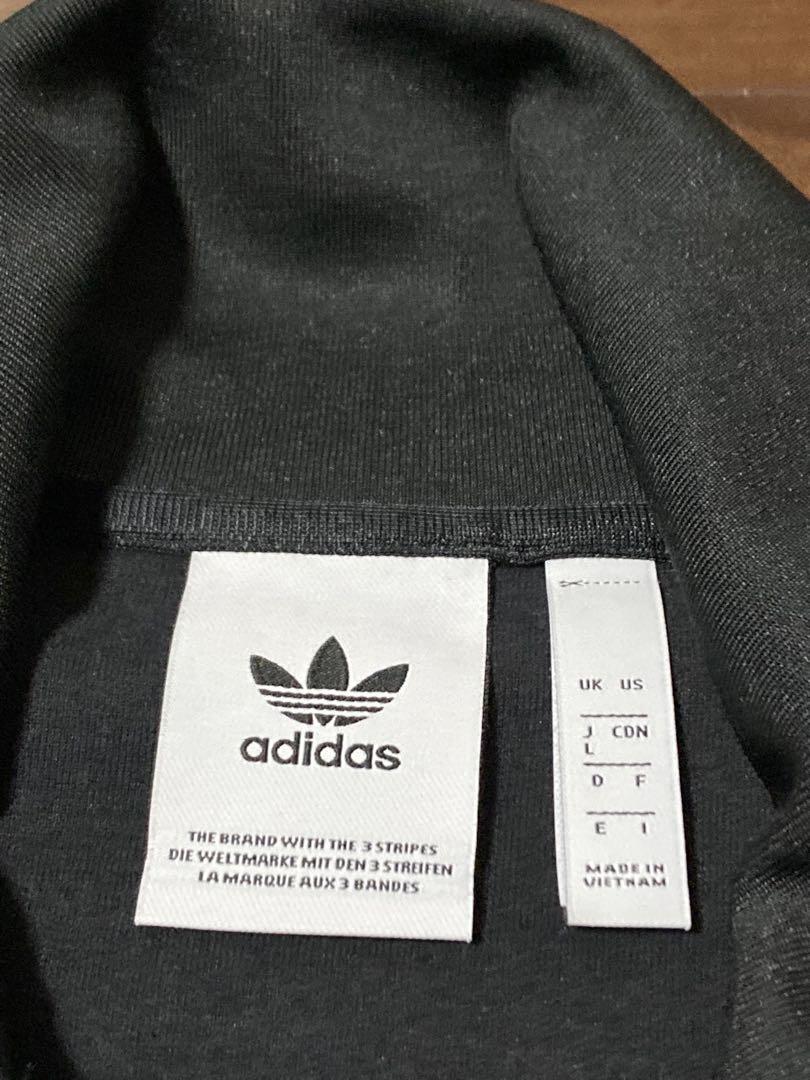 adidas
THE BRAND WITH THE 3 STRIPES
DIE WELTMARKE MIT DEN 3 STREIFEN
LA MARQUE AUX 3 BANDES
UK US
J CDN
L
D F
E I
MADE IN
VIETNAM